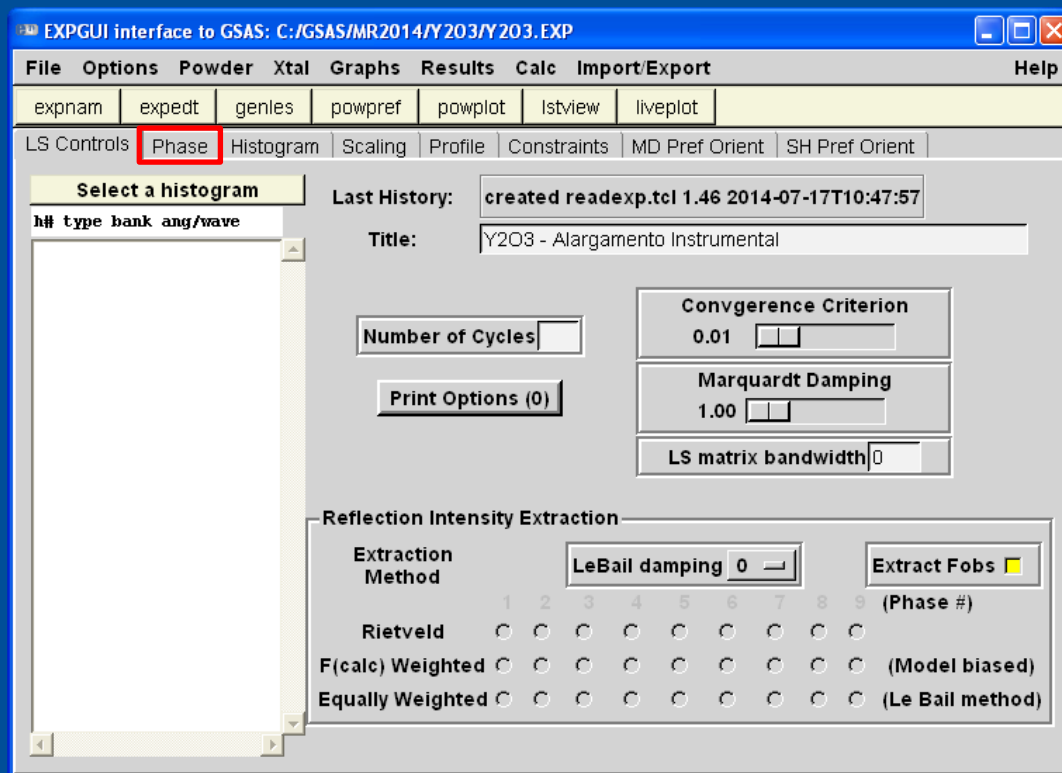 EXPGUI interface to GSAS: C:/GSAS/MR2014/Y2O3/Y2O3.EXP
File Options Powder Xtal Graphs Results Calc Import/Export Help
expnam expedt genles powpref powplot lstview liveplot
LS Controls Phase Histogram Scaling Profile Constraints MD Pref Orient SH Pref Orient
Select a histogram
h# type bank ang/wave
Last History: created readexp.tcl 1.46 2014-07-17T10:47:57
Title: Y2O3 - Alargamento Instrumental
Number of Cycles
Print Options (0)
Convgerence Criterion
0.01
Marquardt Damping
1.00
LS matrix bandwidth 0
Reflection Intensity Extraction
Extraction
Method
LeBail damping 0
Extract Fobs
1 2 3 4 5 6 7 8 9 (Phase #)
Rietveld
F(calc) Weighted (Model biased)
Equally Weighted (Le Bail method)